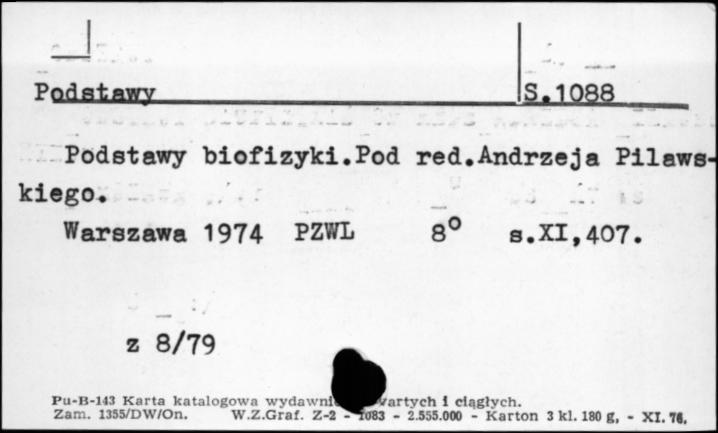 Podstawy S.1088
Podstawy biofizyki.Pod red.Andrzeja Pilaws-
kiego.
Warszawa 1974 PZWL 8° s.XI,407.
z 8/79
Pu-B-143 Karta katalogowa ciągłych.
Zam. 1355/DW/On. W.Z.Graf. Z-2 - 1083 - 2.555.000 - Karton 3 kl. 180 g, - XI. 76,